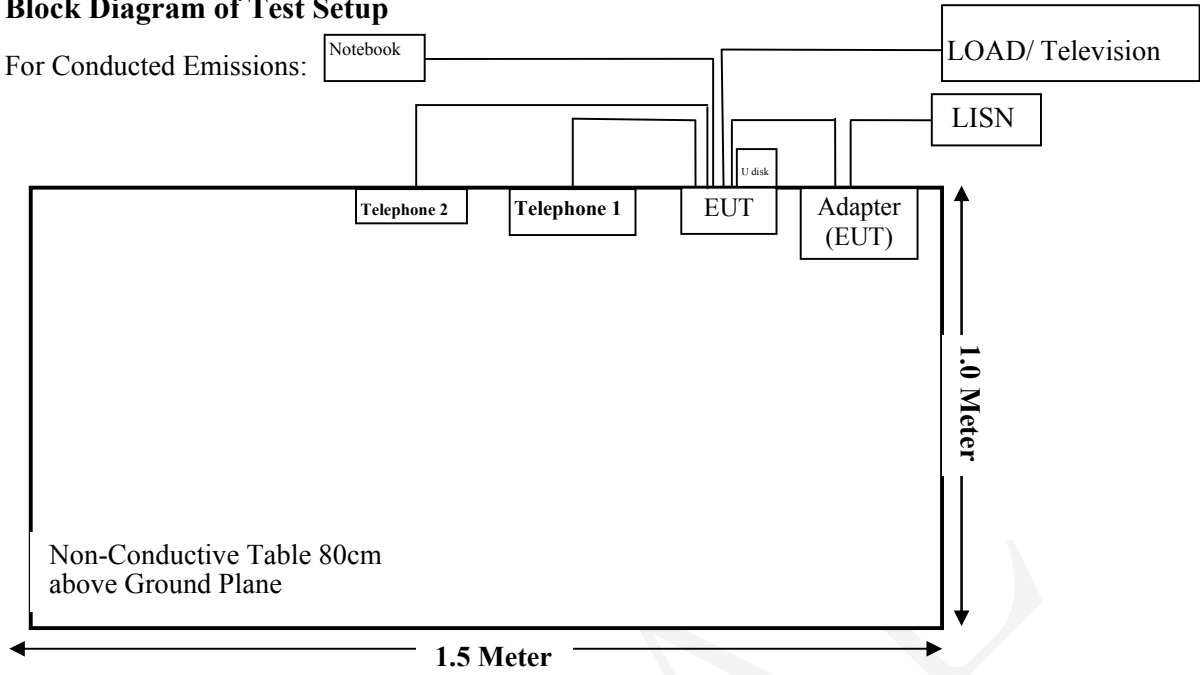 Block Diagram of Test Setup
For Conducted Emissions:
Notebook
LOAD/ Television
LISN
U disk
Telephone 2
Telephone 1
EUT
Adapter
(EUT)
1.0 Meter
Non-Conductive Table 80cm
above Ground Plane
1.5 Meter